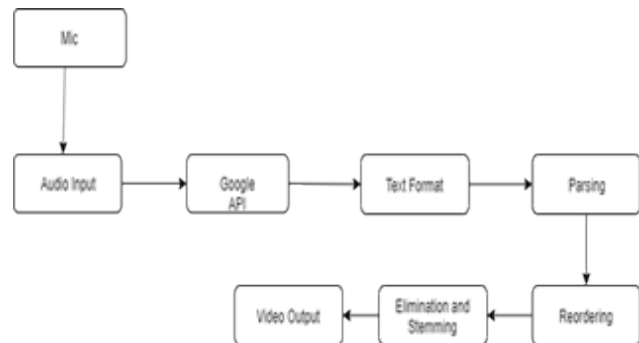 Mic
Audio Input
Google
API
Text Format
Parsing
Reordering
Elimination and
Stemming
Video Output